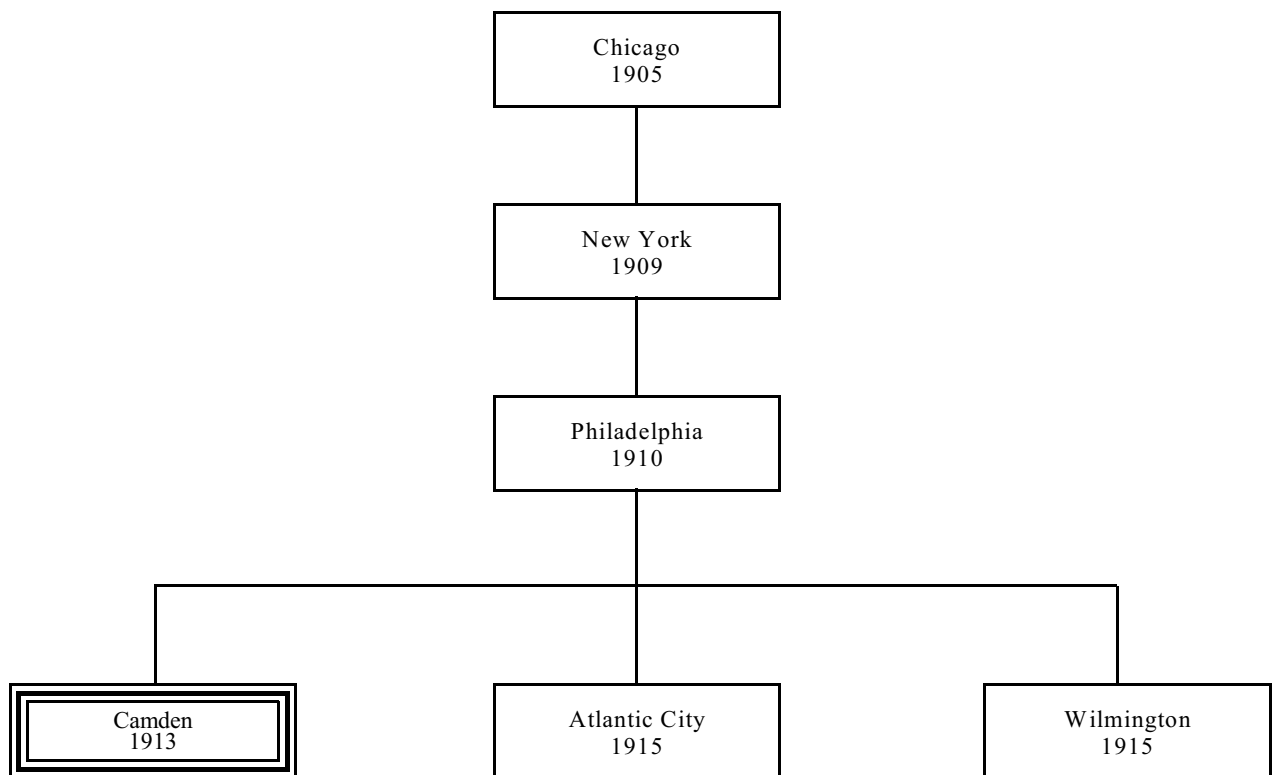 Chicago
1905
New York
1909
Philadelphia
1910
Camden
1913
Atlantic City
1915
Wilmington
1915